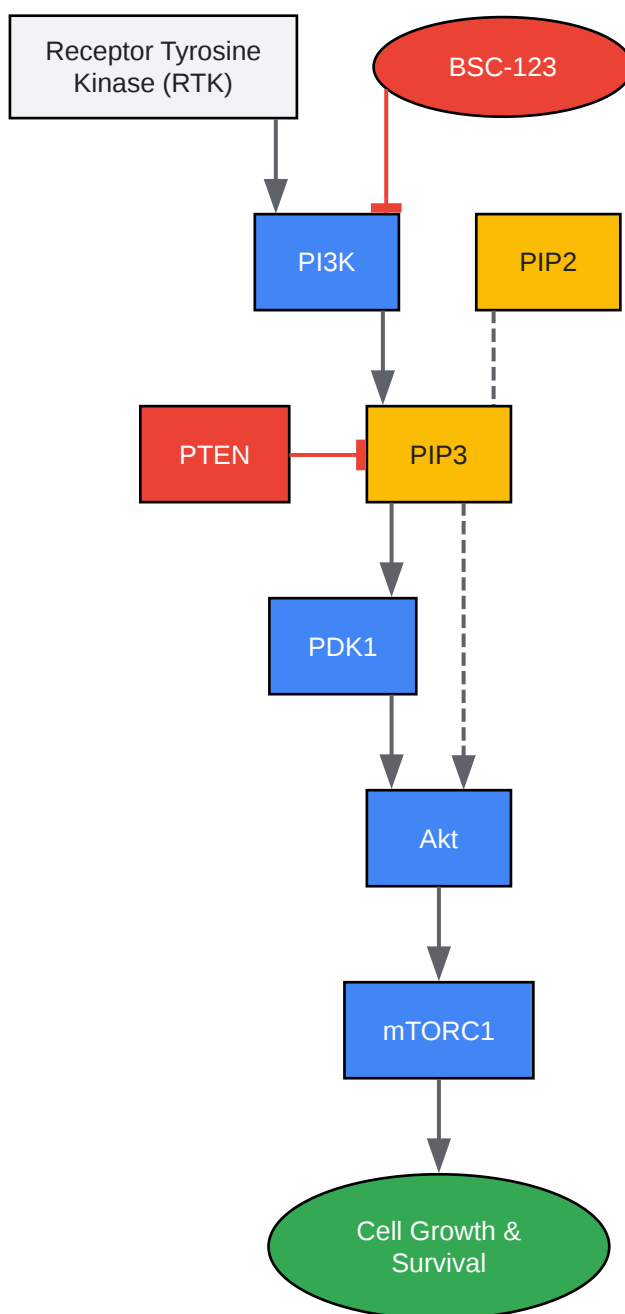 Receptor Tyrosine
Kinase (RTK)
BSC-123
PI3K
PIP2
PTEN
PIP3
PDK1
Akt
mTORC1
Cell Growth &
Survival